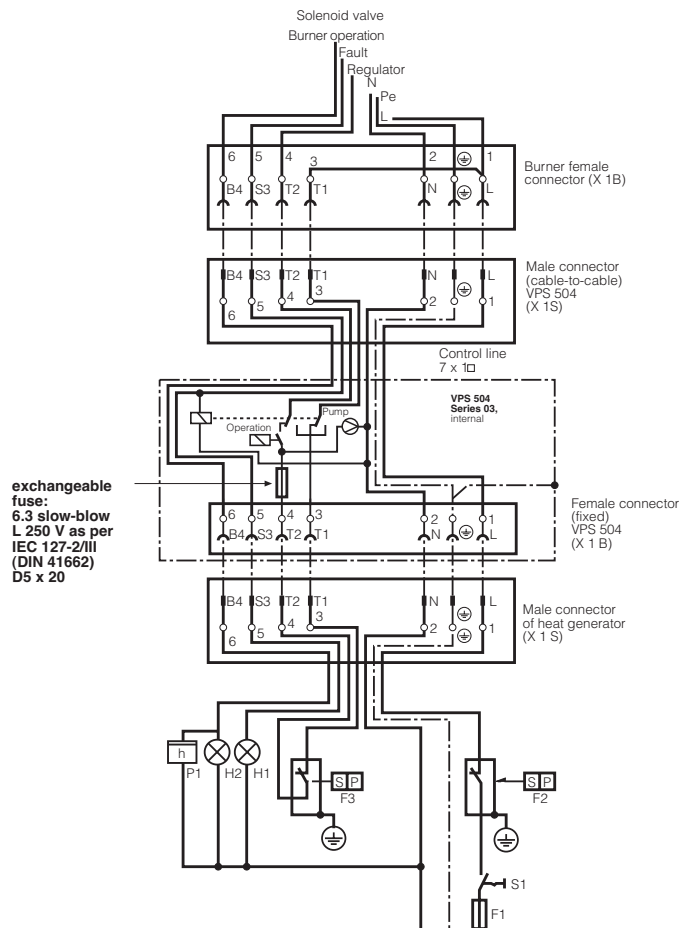 Solenoid valve
Burner operation
Fault
Regulator
N
Pe
L
6 5 4 3 2 1
B4 S3 T2 T1 N L
Burner female
connector (X 1B)
B4 S3 T2 T1 N L
6 5 4 3 2 1
Male connector
(cable-to-cable)
VPS 504
(X 1S)
Control line
7 x 1□
VPS 504
Series 03,
internal
Pump
Operation
exchangeable
fuse:
6.3 slow-blow
L 250 V as per
IEC 127-2/III
(DIN 41662)
D5 x 20
6 5 4 3 2 1
B4 S3 T2 T1 N L
Female connector
(fixed)
VPS 504
(X 1 B)
B4 S3 T2 T1 N L
6 5 4 3 2 1
Male connector
of heat generator
(X 1 S)
h
P1 H2 H1
S P
F3
S P
F2
S1
F1